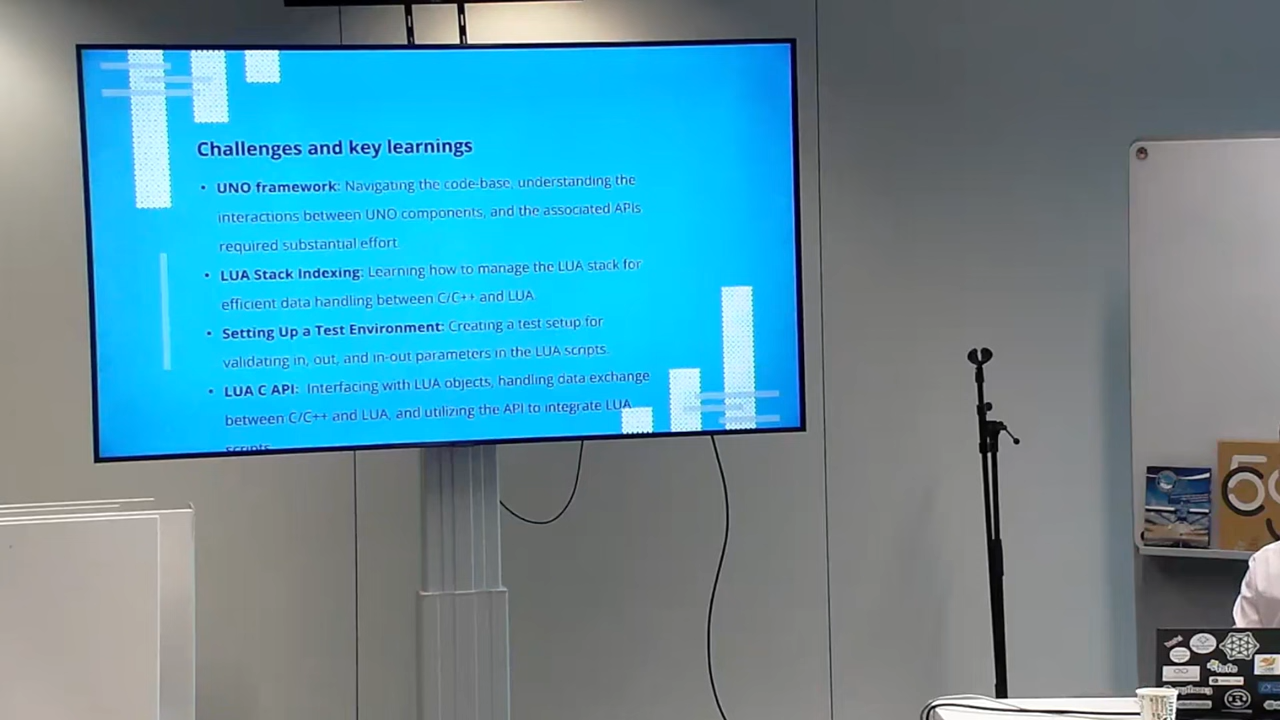 Challenges and key learnings
• UNO framework: Navigating the code-base, understanding the
interactions between UNO components, and the associated APIs
required substantial effort.
• LUA Stack Indexing: Learning how to manage the LUA stack for
efficient data handling between C/C++ and LUA
• Setting Up a Test Environment: Creating a test setup for
validating in, out, and in-out parameters in the LUA scripts.
• LUA C API: Interfacing with LUA objects, handling data exchange
between C/C++ and LUA, and utilizing the API to integrate LUA
scripts